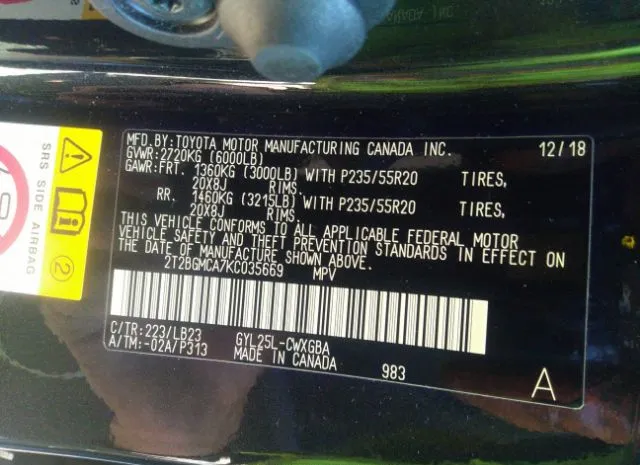 MFD.BY:TOYOTA MOTOR MANUFACTURING CANADA INC. 12/18
GVWR:2720KG (6000LB)
GAWR:FRT. 1360KG (3000LB) WITH P235/55R20 TIRES,
20X8J RIMS.
RR. 1460KG (3215LB) WITH P235/55R20 TIRES,
20X8J RIMS.
THIS VEHICLE CONFORMS TO ALL APPLICABLE FEDERAL MOTOR
VEHICLE SAFETY AND THEFT PREVENTION STANDARDS IN EFFECT ON
THE DATE OF MANUFACTURE SHOWN ABOVE.
2T2BGMCA7KC035669 MPV
C/TR:223/LB23 GYL25L-CWXGBA
A/TM:-02A/P313 MADE IN CANADA 983
A
SRS SIDE AIRBAG
2